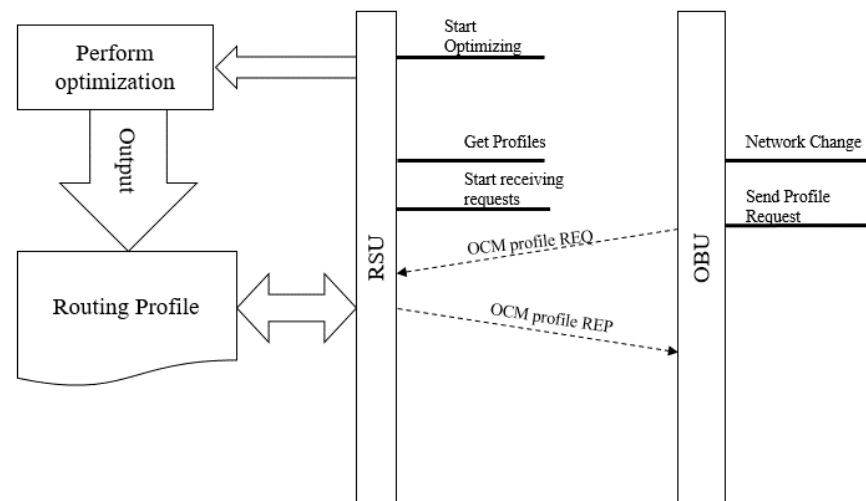 Perform
optimization
Output
Routing Profile
RSU
Start
Optimizing
Get Profiles
Start receiving
requests
OCM profile REQ
OCM profile REP
OBU
Network Change
Send Profile
Request